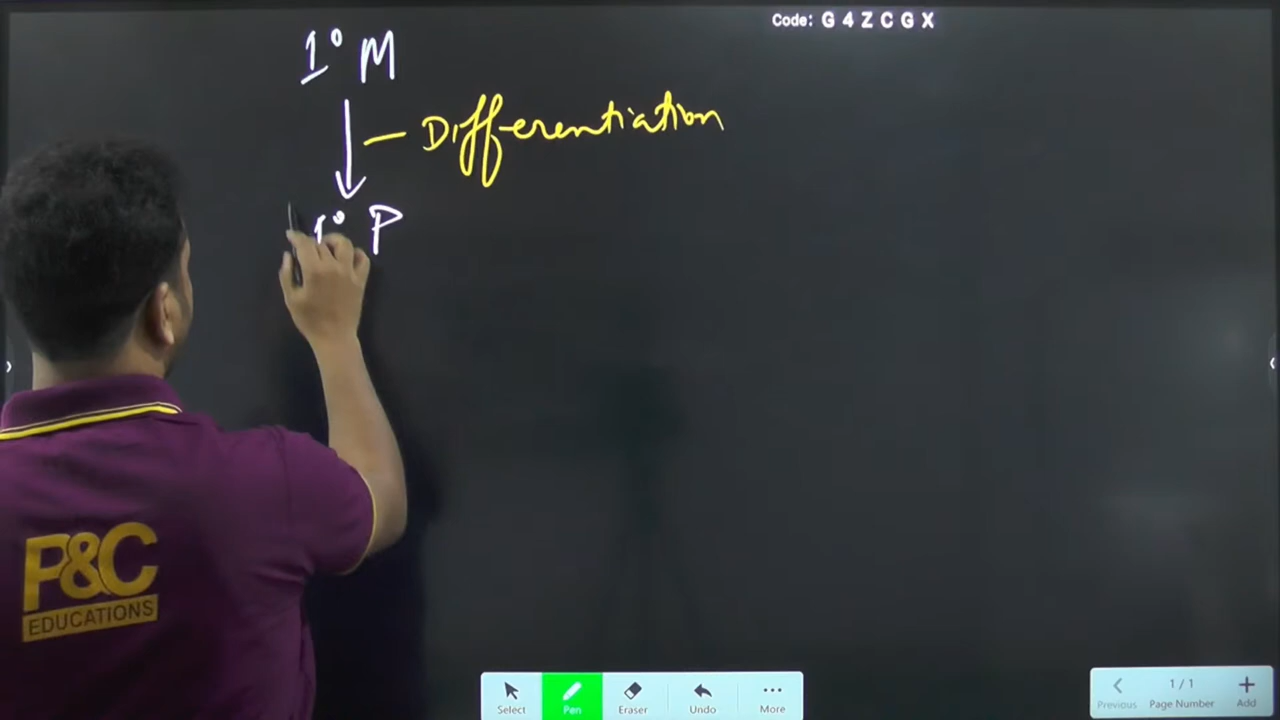 Code: G 4 Z C G X
1° M
Differentiation
1° P
P&C
EDUCATIONS
Select
Pen
Eraser
Undo
More
Previous
1 / 1
Page Number
Add